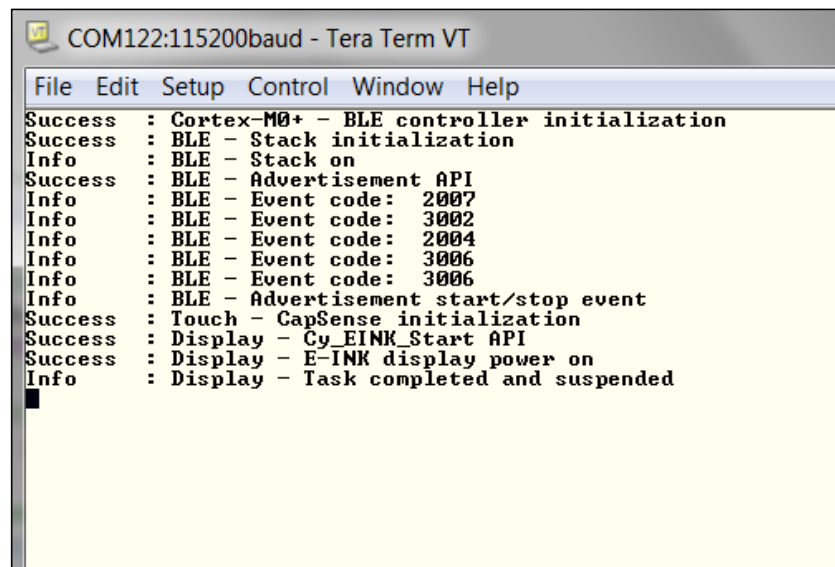 COM122:115200baud - Tera Term VT
File Edit Setup Control Window Help
Success : Cortex-M0+ - BLE controller initialization
Success : BLE - Stack initialization
Info : BLE - Stack on
Success : BLE - Advertisement API
Info : BLE - Event code: 2007
Info : BLE - Event code: 3002
Info : BLE - Event code: 2004
Info : BLE - Event code: 3006
Info : BLE - Event code: 3006
Info : BLE - Advertisement start/stop event
Success : Touch - CapSense initialization
Success : Display - Cy_EINK_Start API
Success : Display - E-INK display power on
Info : Display - Task completed and suspended